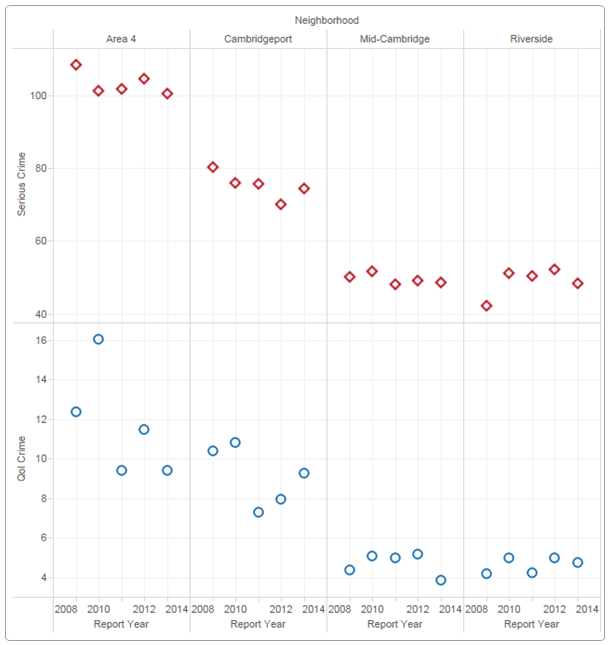 Neighborhood
Area 4 Cambridgeport Mid-Cambridge Riverside
Serious Crime
100
80
60
40
QoI Crime
16
14
12
10
8
6
4
2008 2010 2012 2014 2008 2010 2012 2014 2008 2010 2012 2014 2008 2010 2012 2014
Report Year Report Year Report Year Report Year